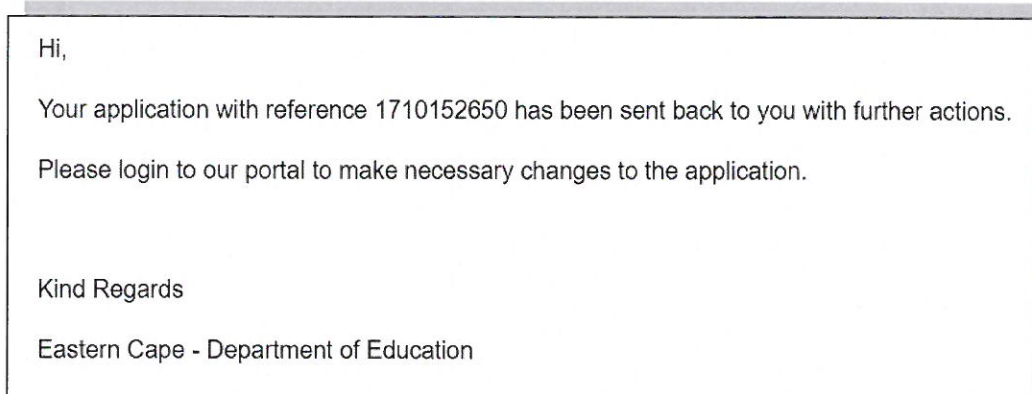 Hi,
Your application with reference 1710152650 has been sent back to you with further actions.
Please login to our portal to make necessary changes to the application.
Kind Regards
Eastern Cape - Department of Education